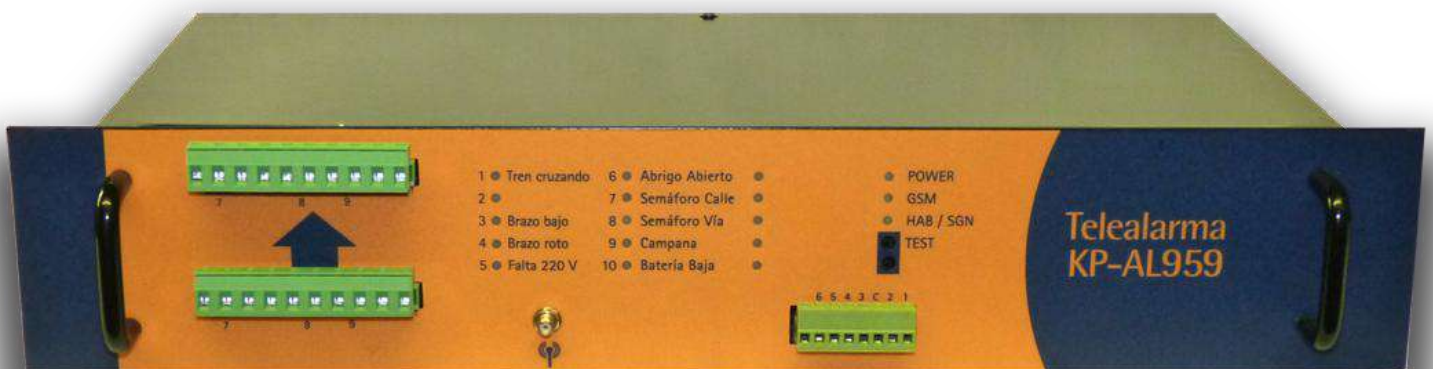 7 8 9
7 8 9
1 Tren cruzando
2
3 Brazo bajo
4 Brazo roto
5 Falta 220 V
6 Abrigo Abierto
7 Semáforo Calle
8 Semáforo Vía
9 Campana
10 Batería Baja
POWER
GSM
HAB / SGN
TEST
6 5 4 3 C 2 1
Telealarma
KP-AL959